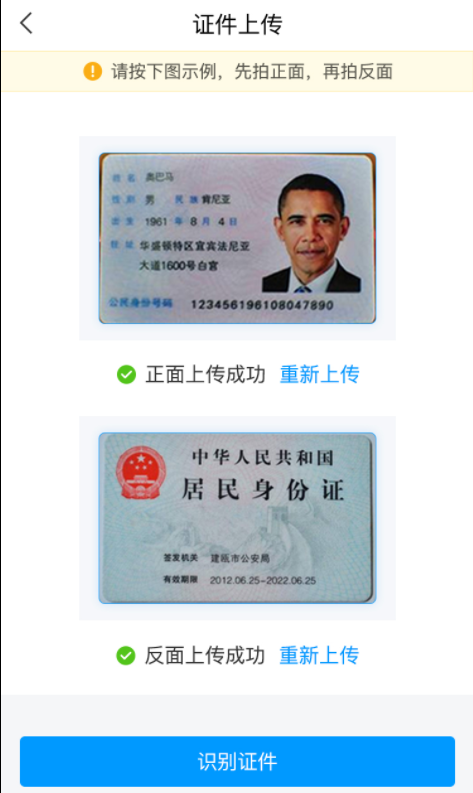 证件上传
请按下图示例，先拍正面，再拍反面
姓名 奥巴马
性别 男 民族 肯尼亚
出生 1961 年 8 月 4 日
住址 华盛顿特区宜宾法尼亚
大道1600号白宫
公民身份号码 123456196108047890
正面上传成功 重新上传
中华人民共和国
居民身份证
签发机关 建瓯市公安局
有效期限 2012.06.25-2022.06.25
反面上传成功 重新上传
识别证件